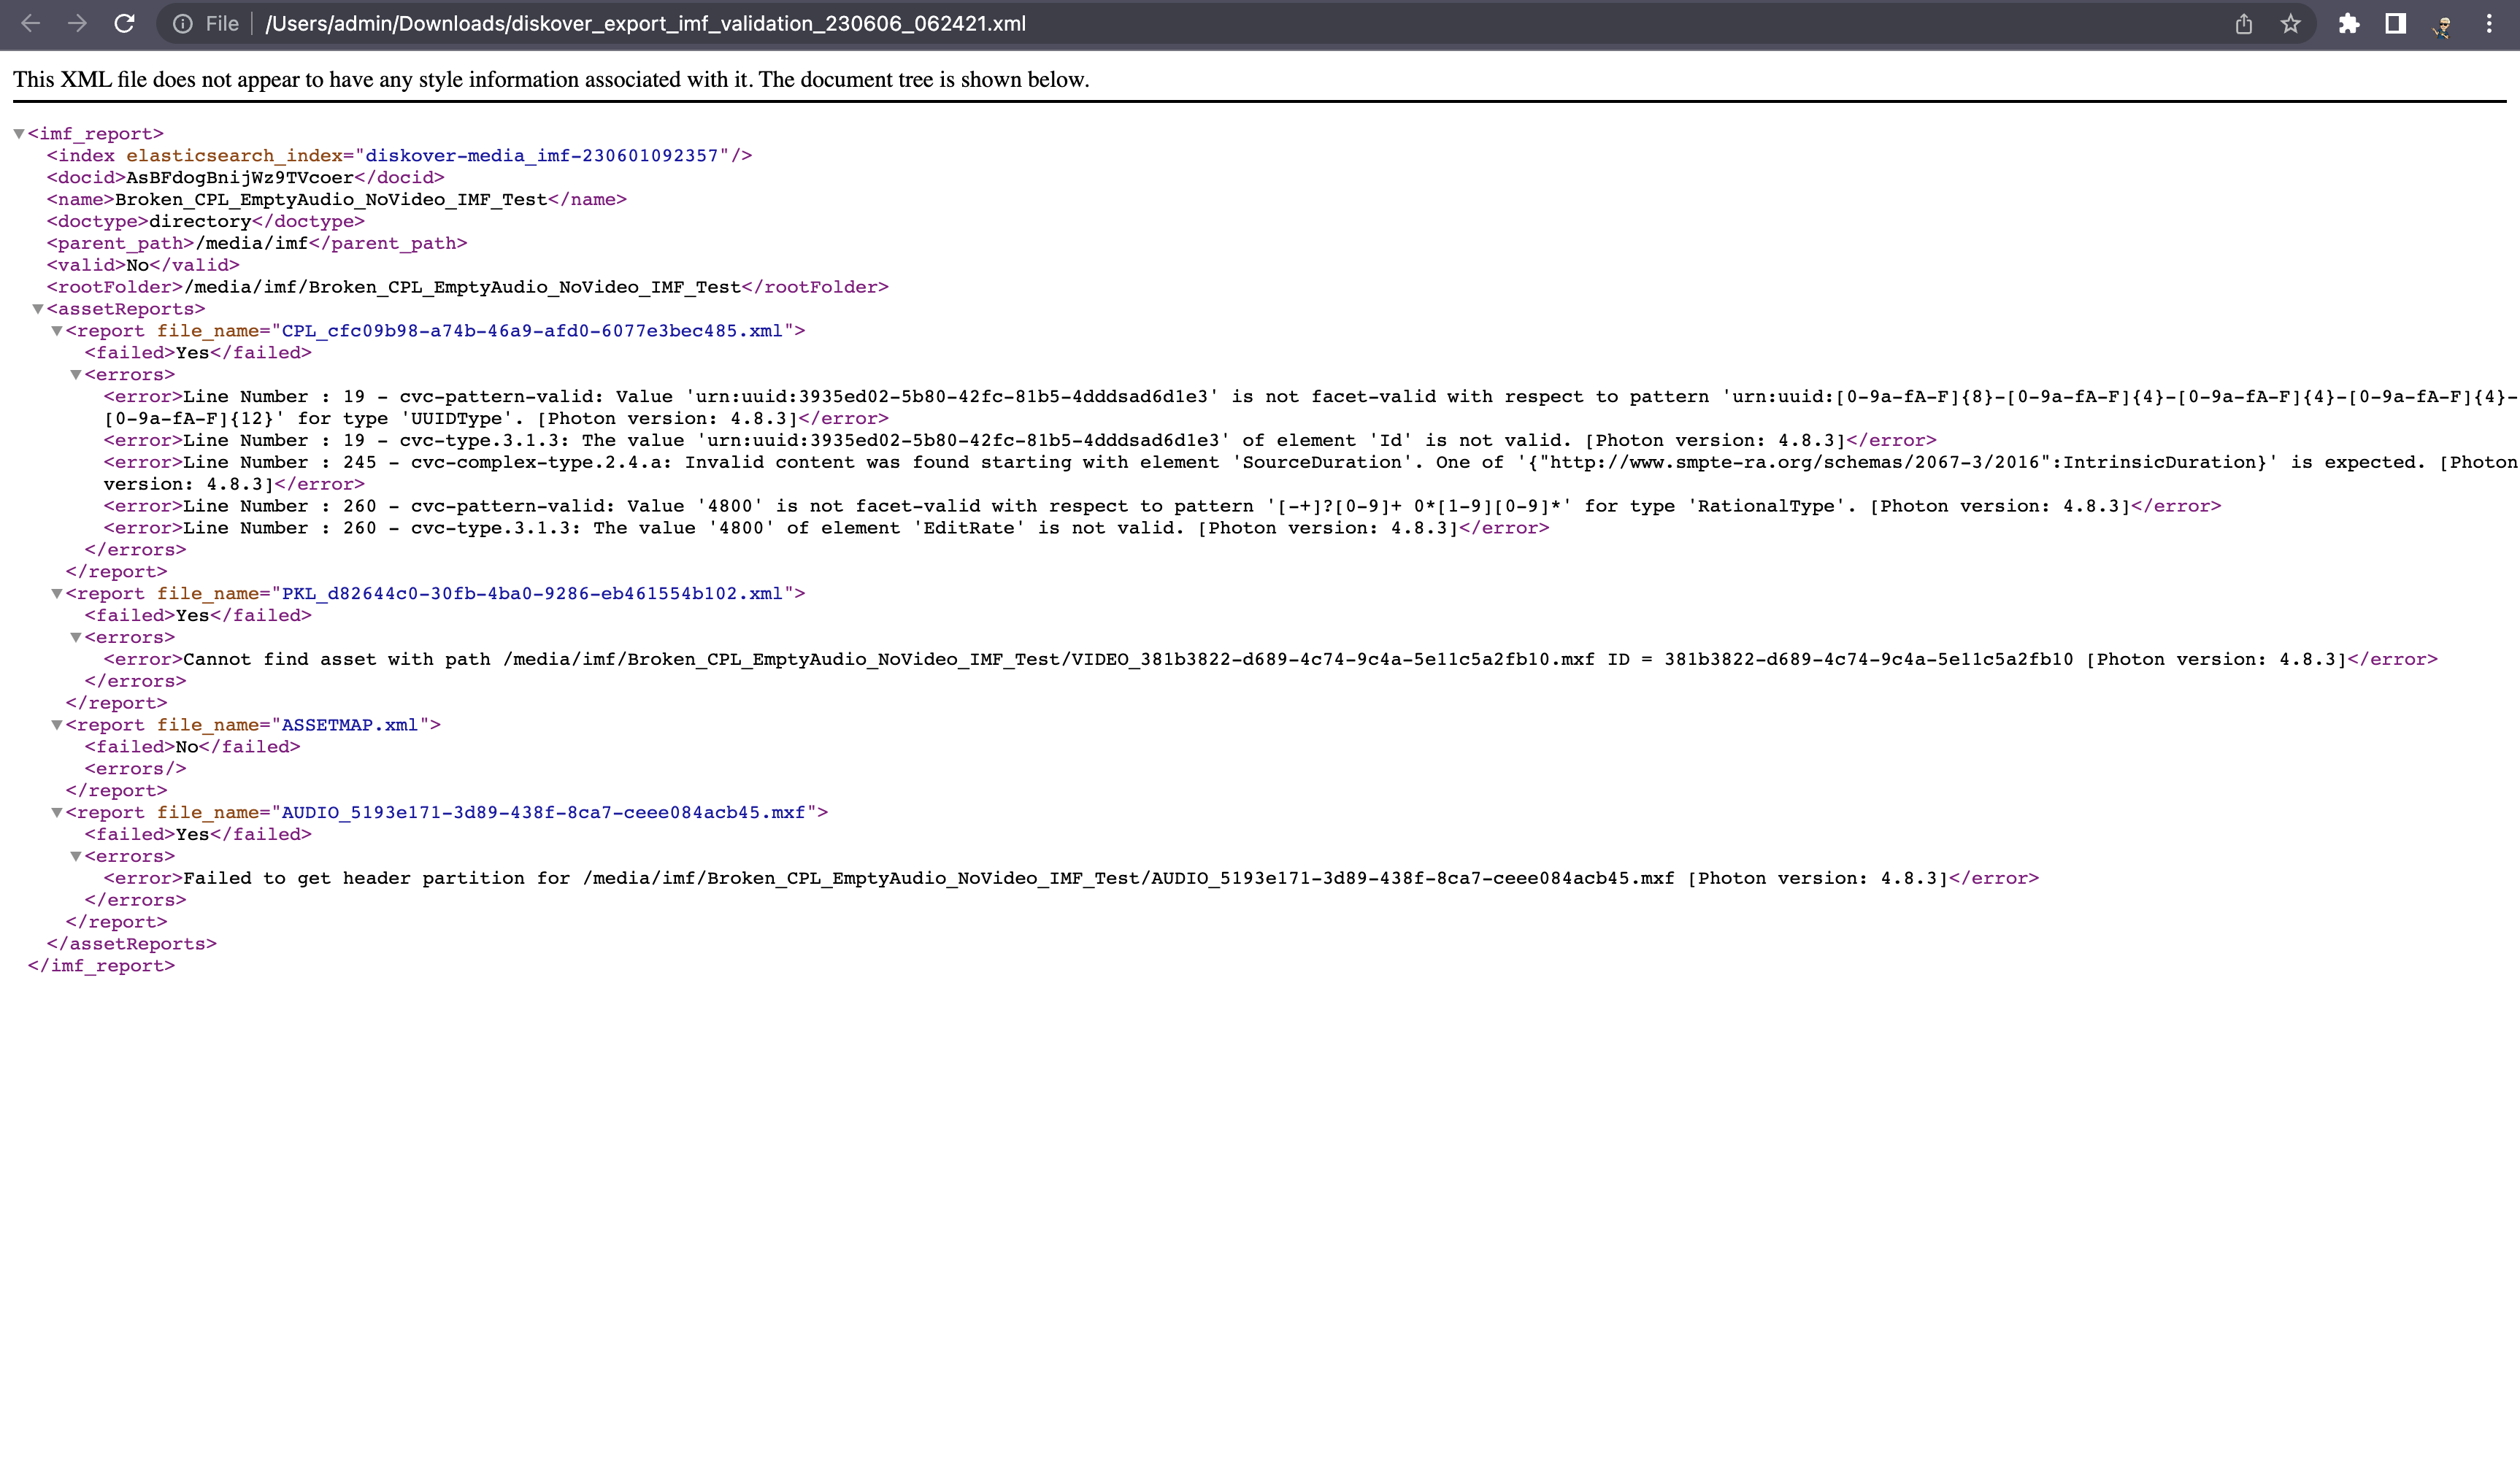 File /Users/admin/Downloads/diskover_export_imf_validation_230606_062421.xml
This XML file does not appear to have any style information associated with it. The document tree is shown below.
<imf_report>
<index elasticsearch_index="diskover-media_imf-230601092357"/>
<docid>AsBFdogBnijWz9TVcoer</docid>
<name>Broken_CPL_EmptyAudio_NoVideo_IMF_Test</name>
<doctype>directory</doctype>
<parent_path>/media/imf</parent_path>
<valid>No</valid>
<rootFolder>/media/imf/Broken_CPL_EmptyAudio_NoVideo_IMF_Test</rootFolder>
<assetReports>
<report file_name="CPL_cfc09b98-a74b-46a9-afd0-6077e3bec485.xml">
<failed>Yes</failed>
<errors>
<error>Line Number : 19 - cvc-pattern-valid: Value 'urn:uuid:3935ed02-5b80-42fc-81b5-4dddsad6d1e3' is not facet-valid with respect to pattern 'urn:uuid:[0-9a-fA-F]{8}-[0-9a-fA-F]{4}-[0-9a-fA-F]{4}-[0-9a-fA-F]{4}-
[0-9a-fA-F]{12}' for type 'UUIDType'. [Photon version: 4.8.3]</error>
<error>Line Number : 19 - cvc-type.3.1.3: The value 'urn:uuid:3935ed02-5b80-42fc-81b5-4dddsad6d1e3' of element 'Id' is not valid. [Photon version: 4.8.3]</error>
<error>Line Number : 245 - cvc-complex-type.2.4.a: Invalid content was found starting with element 'SourceDuration'. One of '{"http://www.smpte-ra.org/schemas/2067-3/2016":IntrinsicDuration}' is expected. [Photon
version: 4.8.3]</error>
<error>Line Number : 260 - cvc-pattern-valid: Value '4800' is not facet-valid with respect to pattern '[-+]?[0-9]+ 0*[1-9][0-9]*' for type 'RationalType'. [Photon version: 4.8.3]</error>
<error>Line Number : 260 - cvc-type.3.1.3: The value '4800' of element 'EditRate' is not valid. [Photon version: 4.8.3]</error>
</errors>
</report>
<report file_name="PKL_d82644c0-30fb-4ba0-9286-eb461554b102.xml">
<failed>Yes</failed>
<errors>
<error>Cannot find asset with path /media/imf/Broken_CPL_EmptyAudio_NoVideo_IMF_Test/VIDEO_381b3822-d689-4c74-9c4a-5e11c5a2fb10.mxf ID = 381b3822-d689-4c74-9c4a-5e11c5a2fb10 [Photon version: 4.8.3]</error>
</errors>
</report>
<report file_name="ASSETMAP.xml">
<failed>No</failed>
<errors/>
</report>
<report file_name="AUDIO_5193e171-3d89-438f-8ca7-ceee084acb45.mxf">
<failed>Yes</failed>
<errors>
<error>Failed to get header partition for /media/imf/Broken_CPL_EmptyAudio_NoVideo_IMF_Test/AUDIO_5193e171-3d89-438f-8ca7-ceee084acb45.mxf [Photon version: 4.8.3]</error>
</errors>
</report>
</assetReports>
</imf_report>